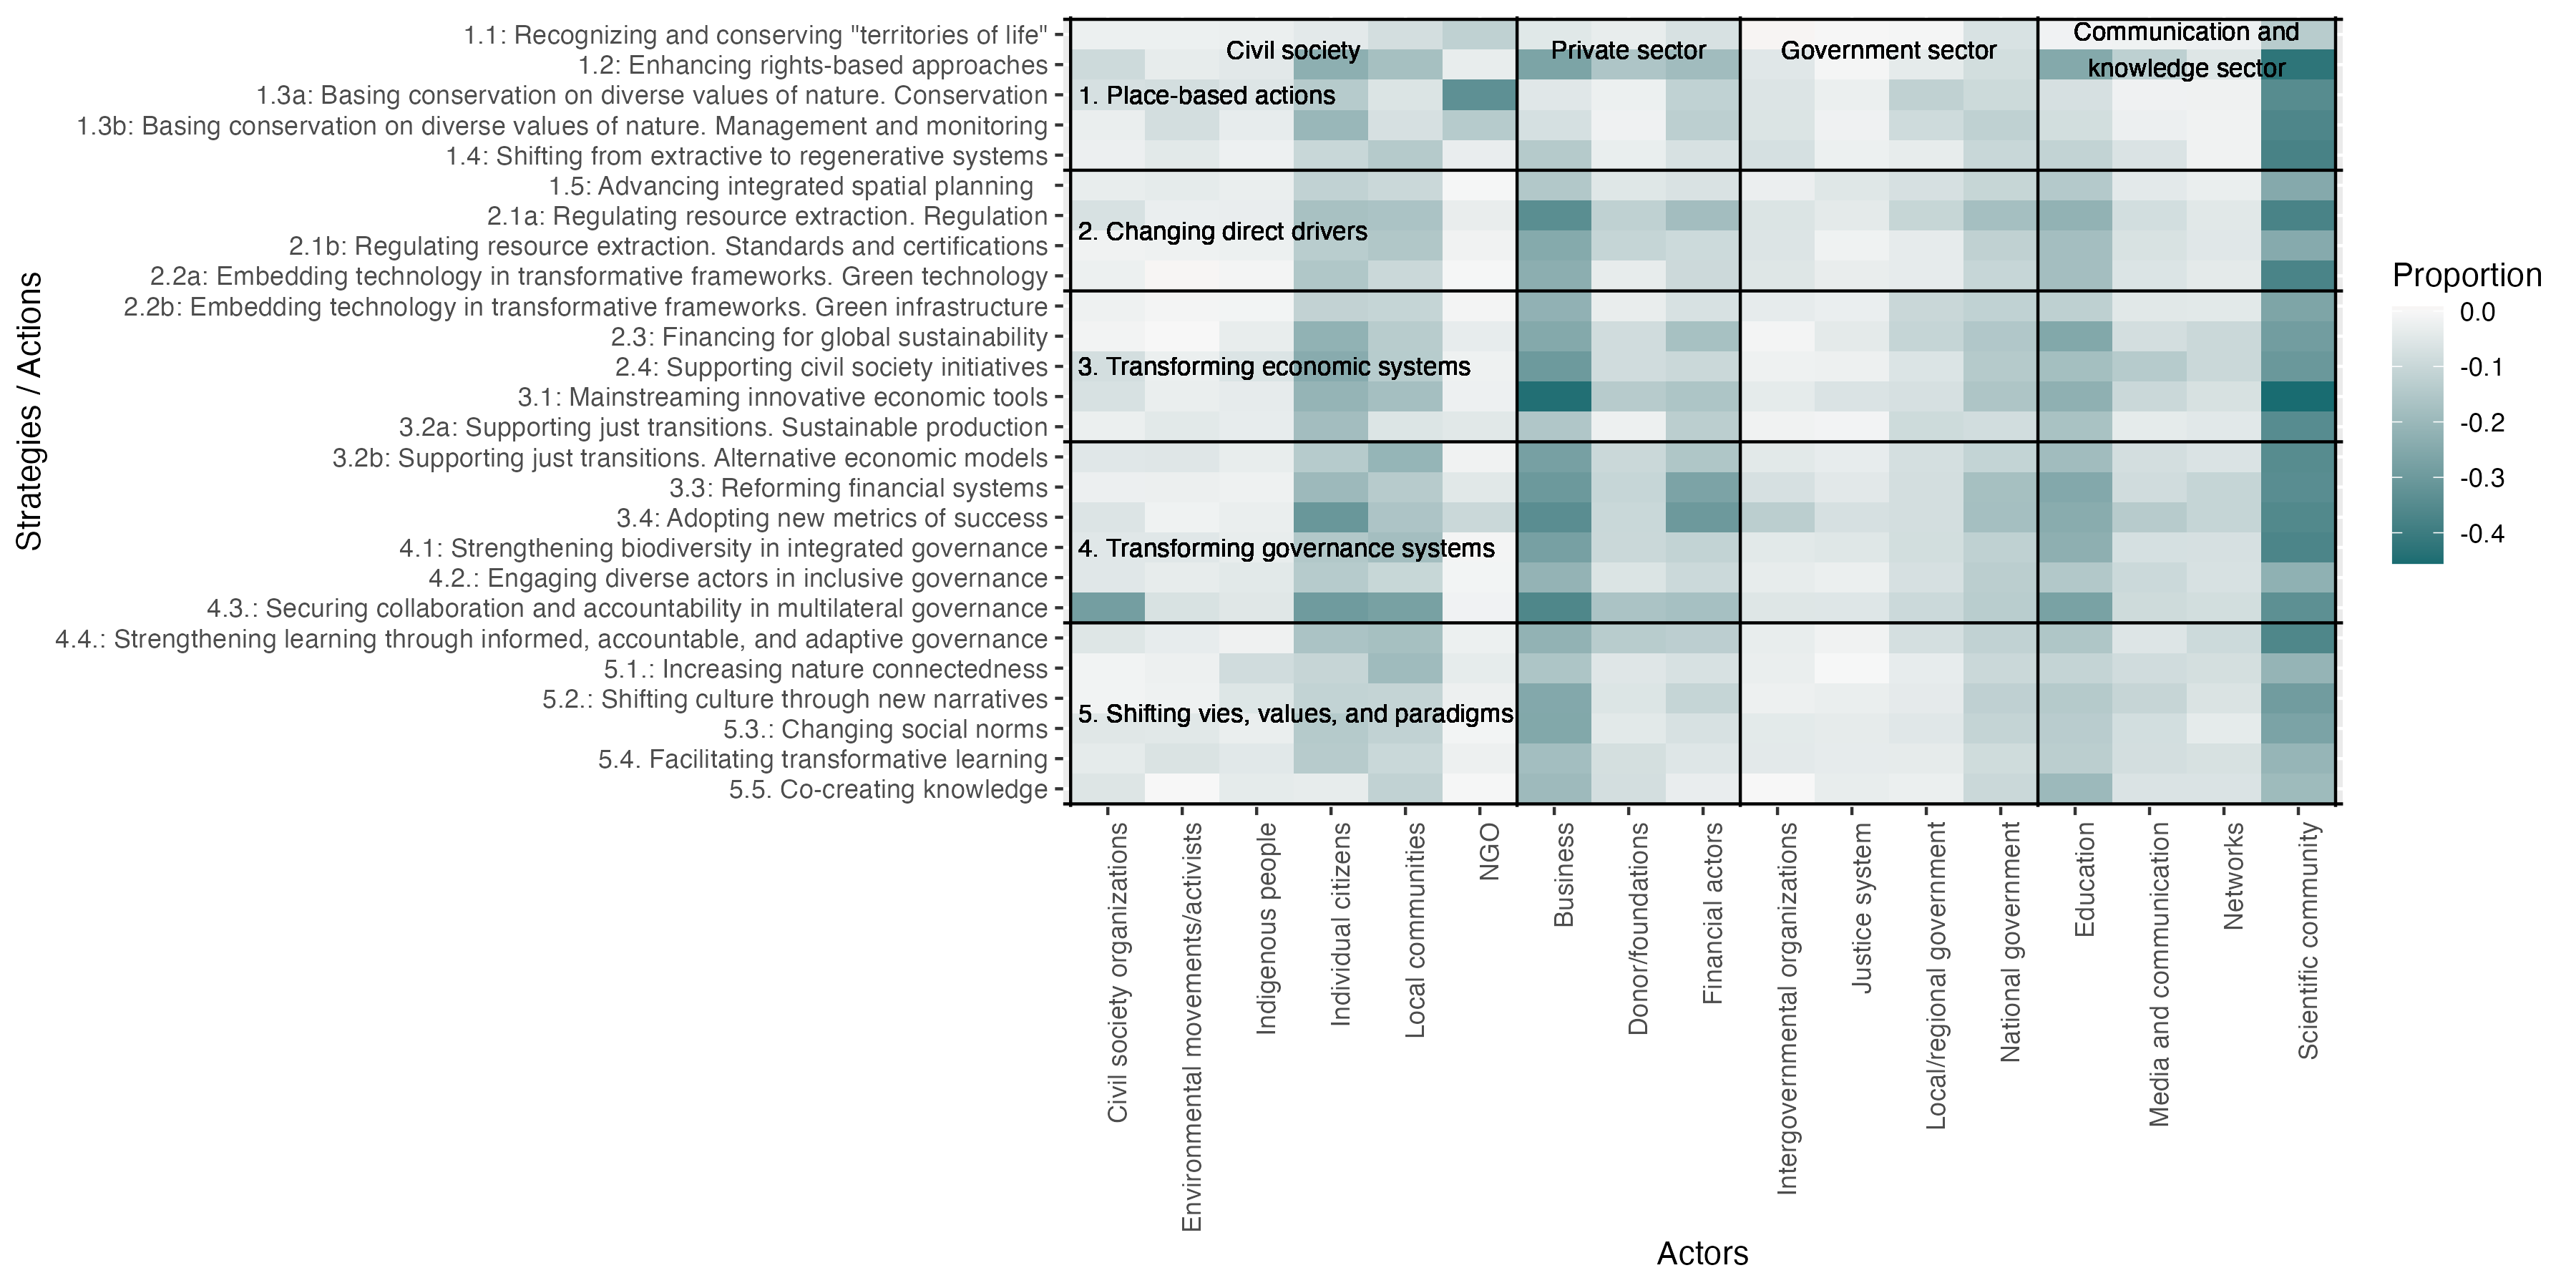 Strategies / Actions
1.1: Recognizing and conserving "territories of life"
1.2: Enhancing rights-based approaches
1.3a: Basing conservation on diverse values of nature. Conservation
1.3b: Basing conservation on diverse values of nature. Management and monitoring
1.4: Shifting from extractive to regenerative systems
1.5: Advancing integrated spatial planning
2.1a: Regulating resource extraction. Regulation
2.1b: Regulating resource extraction. Standards and certifications
2.2a: Embedding technology in transformative frameworks. Green technology
2.2b: Embedding technology in transformative frameworks. Green infrastructure
2.3: Financing for global sustainability
2.4: Supporting civil society initiatives
3.1: Mainstreaming innovative economic tools
3.2a: Supporting just transitions. Sustainable production
3.2b: Supporting just transitions. Alternative economic models
3.3: Reforming financial systems
3.4: Adopting new metrics of success
4.1: Strengthening biodiversity in integrated governance
4.2.: Engaging diverse actors in inclusive governance
4.3.: Securing collaboration and accountability in multilateral governance
4.4.: Strengthening learning through informed, accountable, and adaptive governance
5.1.: Increasing nature connectedness
5.2.: Shifting culture through new narratives
5.3.: Changing social norms
5.4. Facilitating transformative learning
5.5. Co-creating knowledge
Civil society
Private sector
Government sector
Communication and
knowledge sector
1. Place-based actions
2. Changing direct drivers
3. Transforming economic systems
4. Transforming governance systems
5. Shifting vies, values, and paradigms
Civil society organizations
Environmental movements/activists
Indigenous people
Individual citizens
Local communities
NGO
Business
Donor/foundations
Financial actors
Intergovernmental organizations
Justice system
Local/regional government
National government
Education
Media and communication
Networks
Scientific community
Actors
Proportion
0.0
-0.1
-0.2
-0.3
-0.4